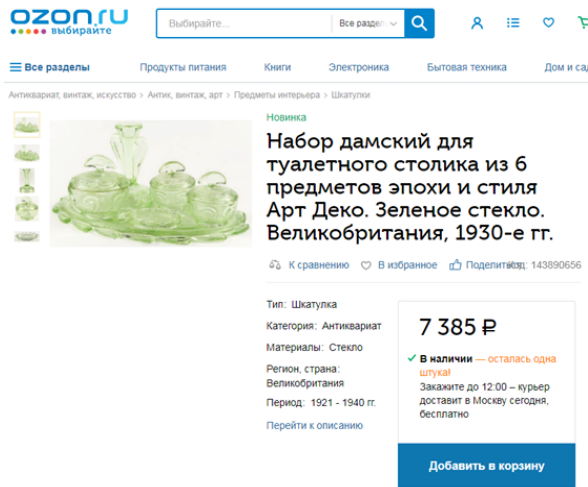 OZON.RU
выбирайте
Выбирайте...
Все раздел
Все разделы
Продукты питания
Книги
Электроника
Бытовая техника
Дом и сад
Антиквариат, винтаж, искусство > Антик, винтаж, арт > Предметы интерьера > Шкатулки
Новинка
Набор дамский для
туалетного столика из 6
предметов эпохи и стиля
Арт Деко. Зеленое стекло.
Великобритания, 1930-е гг.
К сравнению
В избранное
Поделиться
Код: 143890656
Тип: Шкатулка
Категория: Антиквариат
Материалы: Стекло
Регион, страна:
Великобритания
Период: 1921 - 1940 гг.
Перейти к описанию
7 385 ₽
В наличии — осталась одна
штука!
Закажите до 12:00 – курьер
доставит в Москву сегодня,
бесплатно
Добавить в корзину